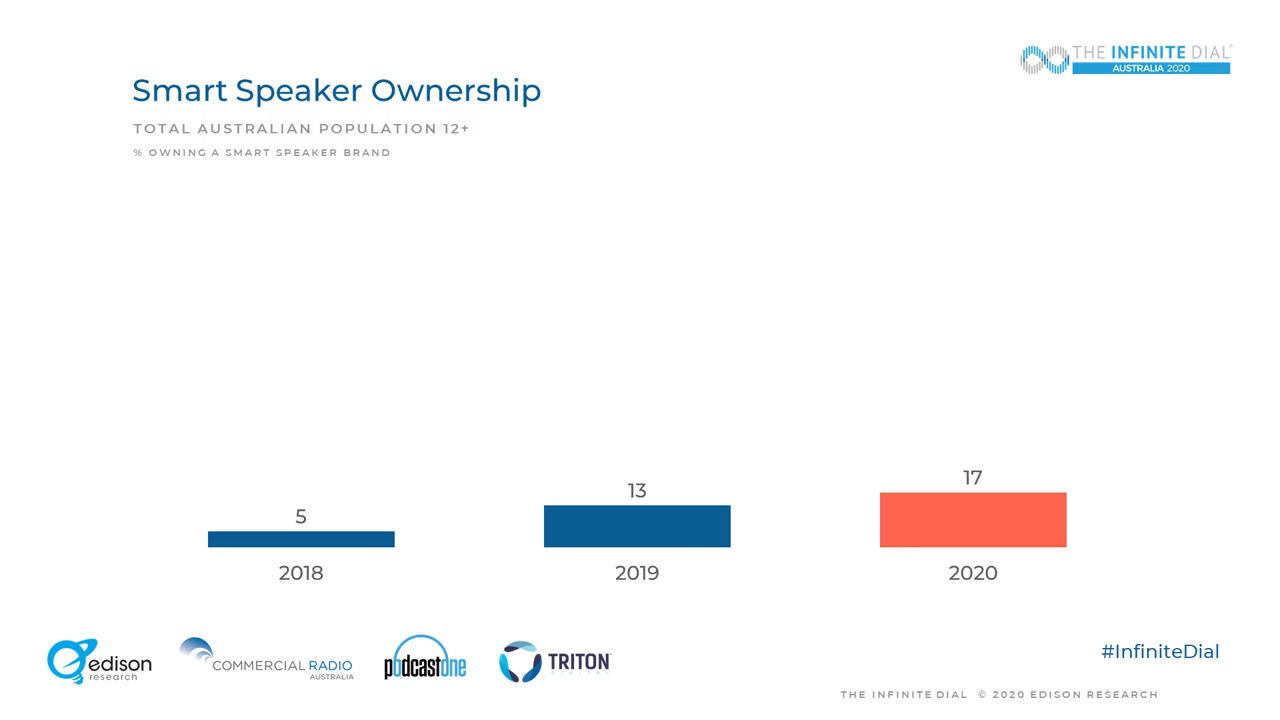 THE INFINITE DIAL®
AUSTRALIA 2020
Smart Speaker Ownership
TOTAL AUSTRALIAN POPULATION 12+
% OWNING A SMART SPEAKER BRAND
5
13
17
2018
2019
2020
edison
research
COMMERCIAL RADIO
AUSTRALIA
podcastone
TRITON
DIGITAL
#InfiniteDial
THE INFINITE DIAL © 2020 EDISON RESEARCH